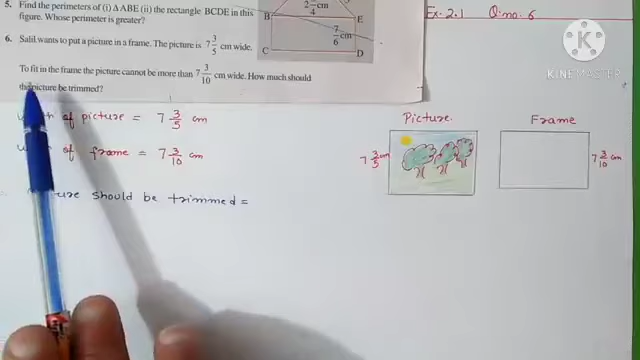 5. Find the perimeters of (i) Δ ABE (ii) the rectangle BCDE in this
figure. Whose perimeter is greater?
2 /4 cm
B E
7/6 cm
C D
Ex. 2.1 Q. no. 6
KINEMASTER
6. Salil wants to put a picture in a frame. The picture is 7 3/5 cm wide.
To fit in the frame the picture cannot be more than 7 3/10 cm wide. How much should
the picture be trimmed?
of picture = 7 3/5 cm
of frame = 7 3/10 cm
should be trimmed =
Picture. Frame
7 3/5 cm 7 3/10 cm